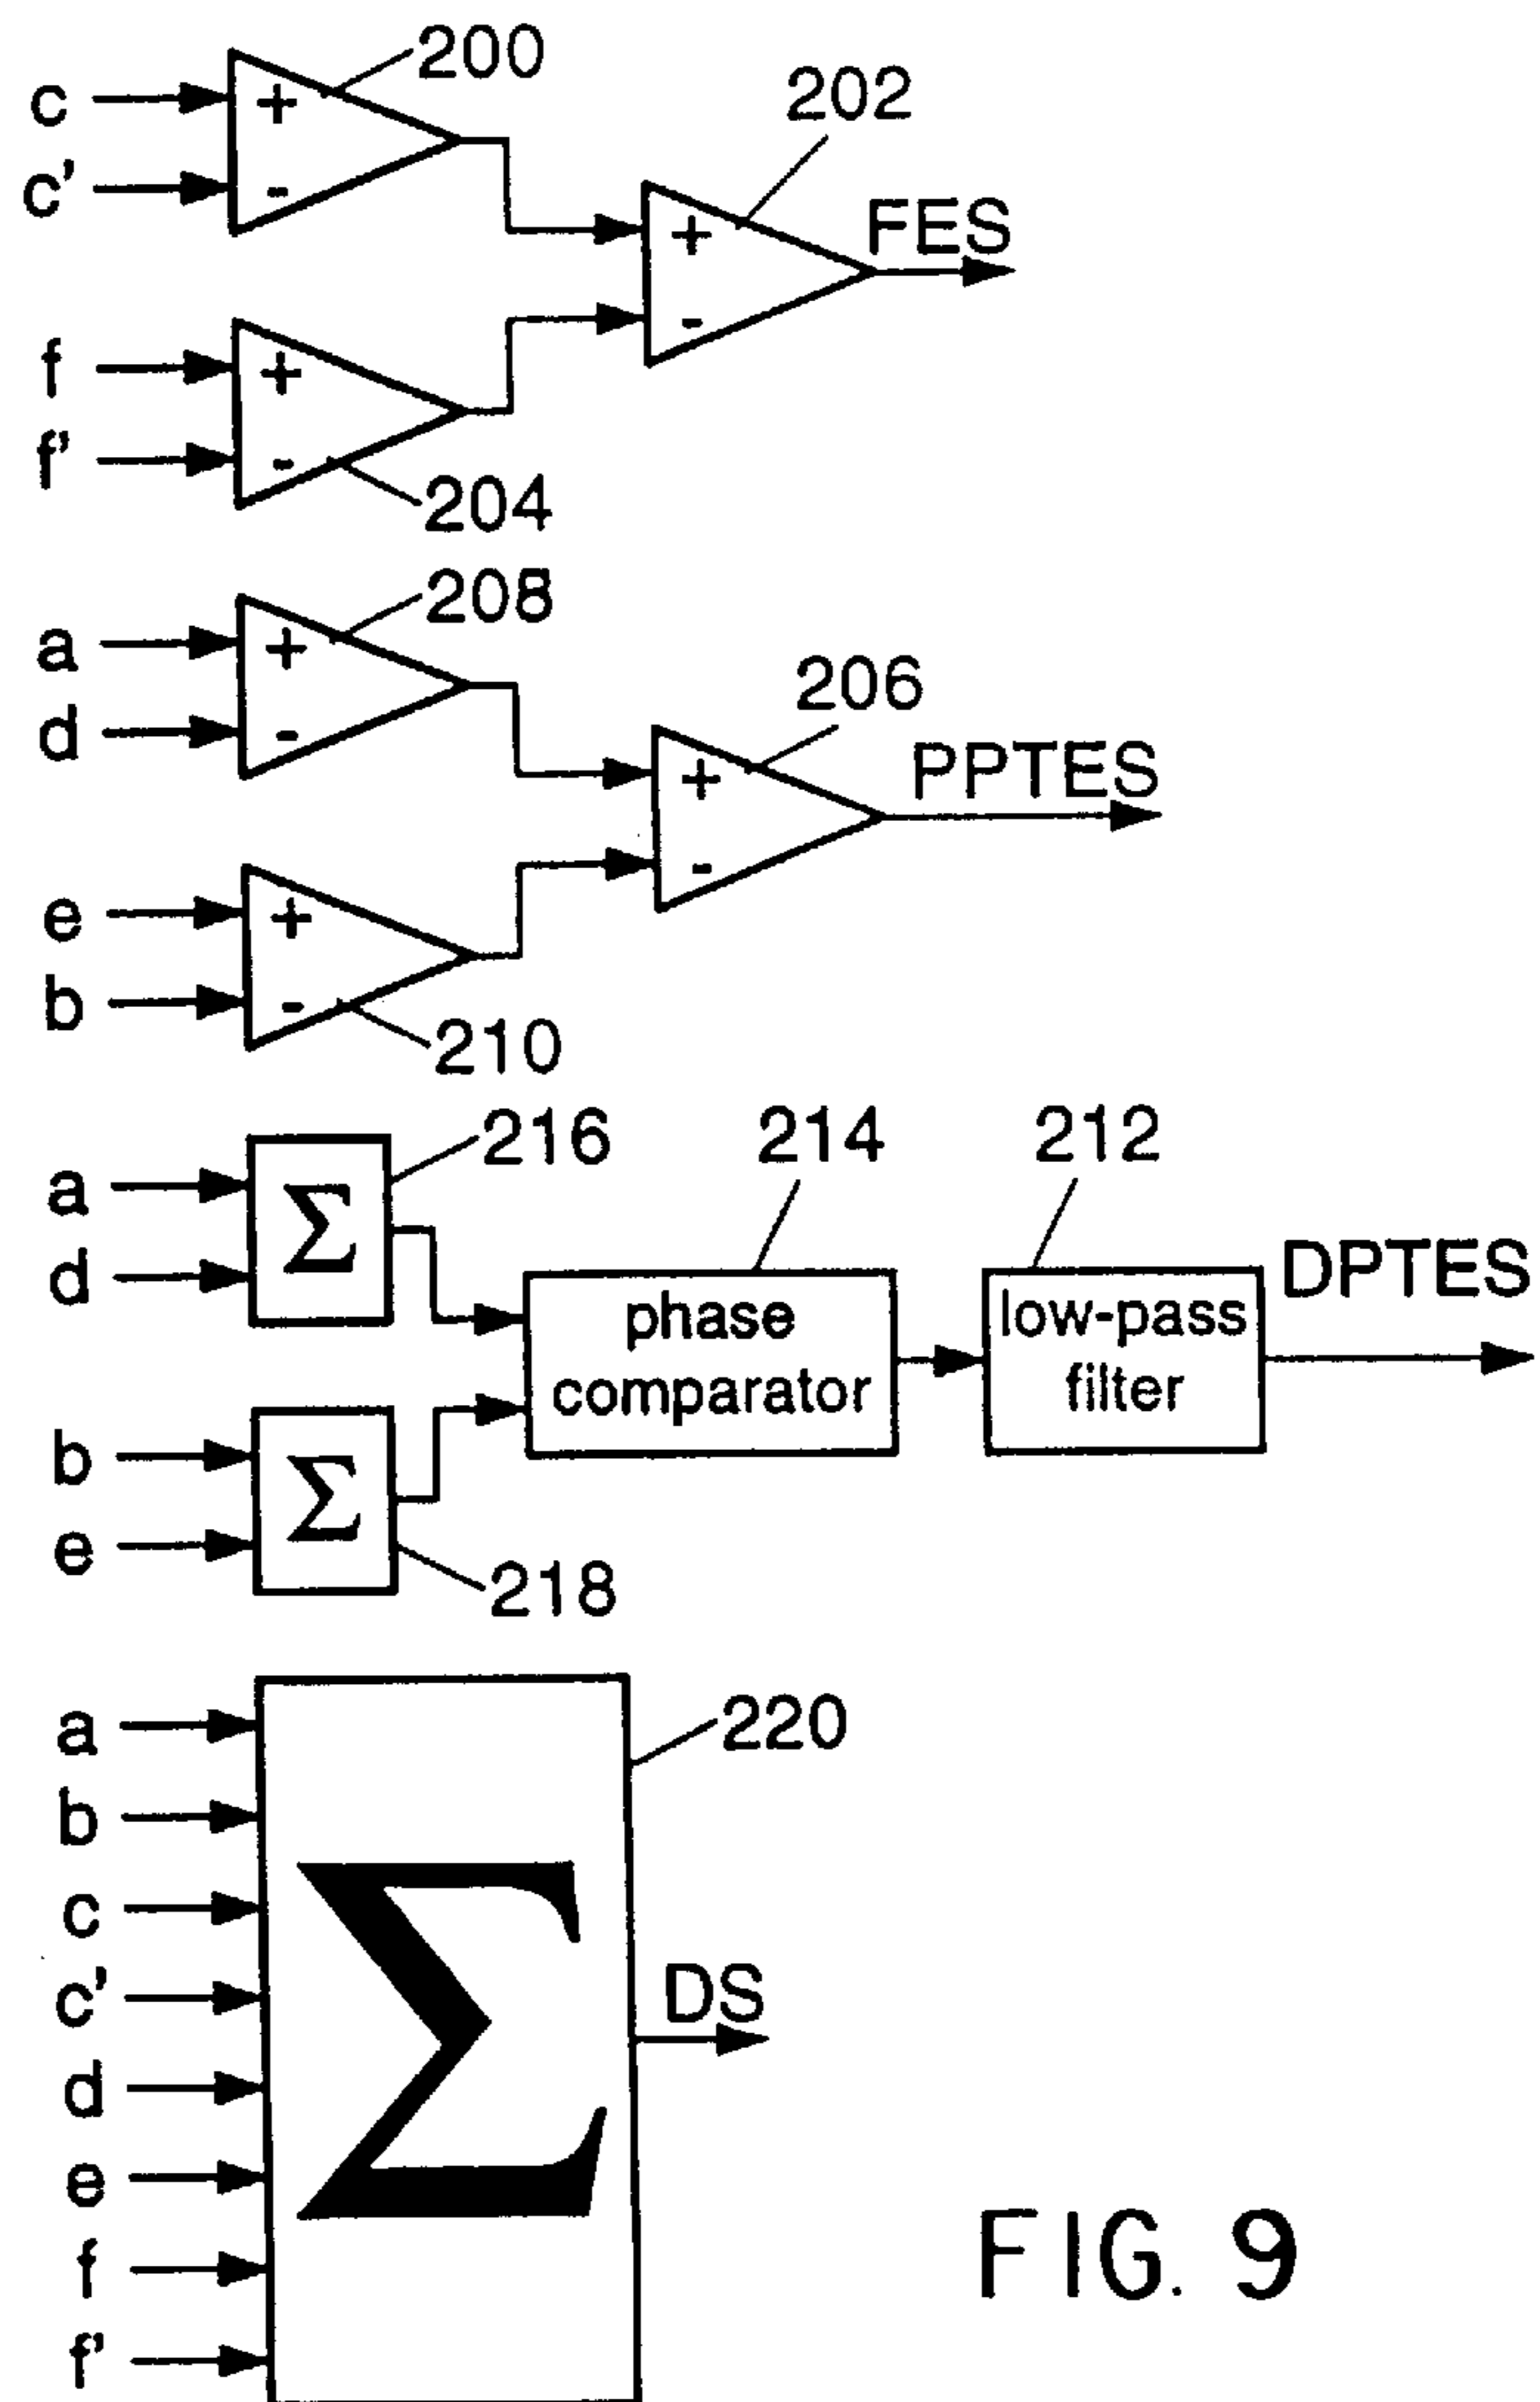 200
c
+
c'
-
202
FES
+
-
f
+
f'
-
204
208
a
+
d
-
206
PPTES
+
-
e
+
b
-
210
216
214
212
a
Σ
d
DPTES
phase
comparator
low-pass
filter
b
Σ
e
218
a
220
b
c
c'
Σ
DS
d
e
f
f'
FIG. 9